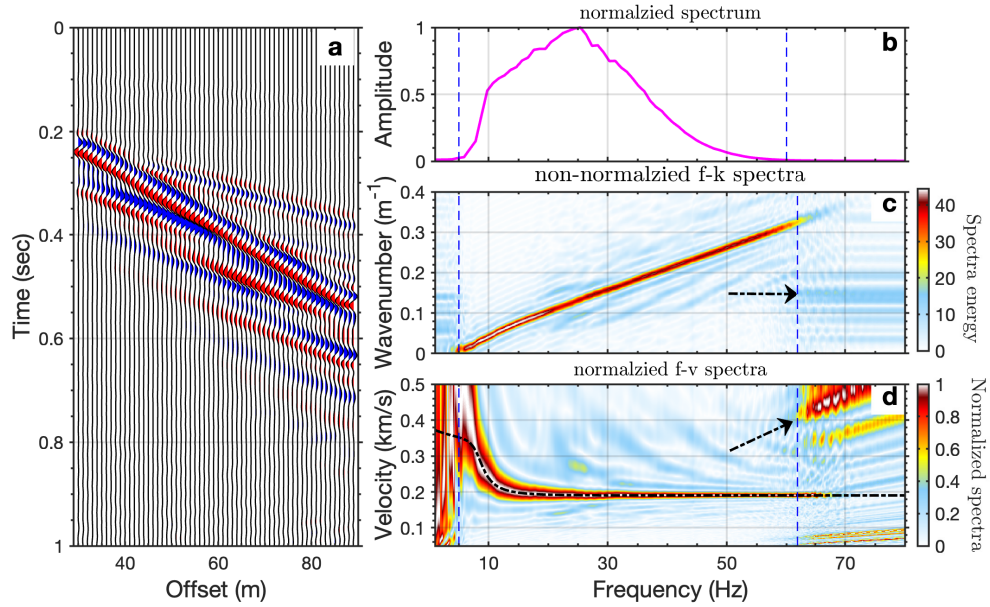 a
0
0.2
0.4
0.6
0.8
1
Time (sec)
40
60
80
Offset (m)
normalzied spectrum
b
1
0.5
0
Amplitude
non-normalzied f-k spectra
c
0.4
0.3
0.2
0.1
0
Wavenumber (m-1)
40
30
20
10
0
Spectra energy
normalzied f-v spectra
d
0.5
0.4
0.3
0.2
0.1
Velocity (km/s)
10
30
50
70
Frequency (Hz)
1
0.8
0.6
0.4
0.2
0
Normalized spectra